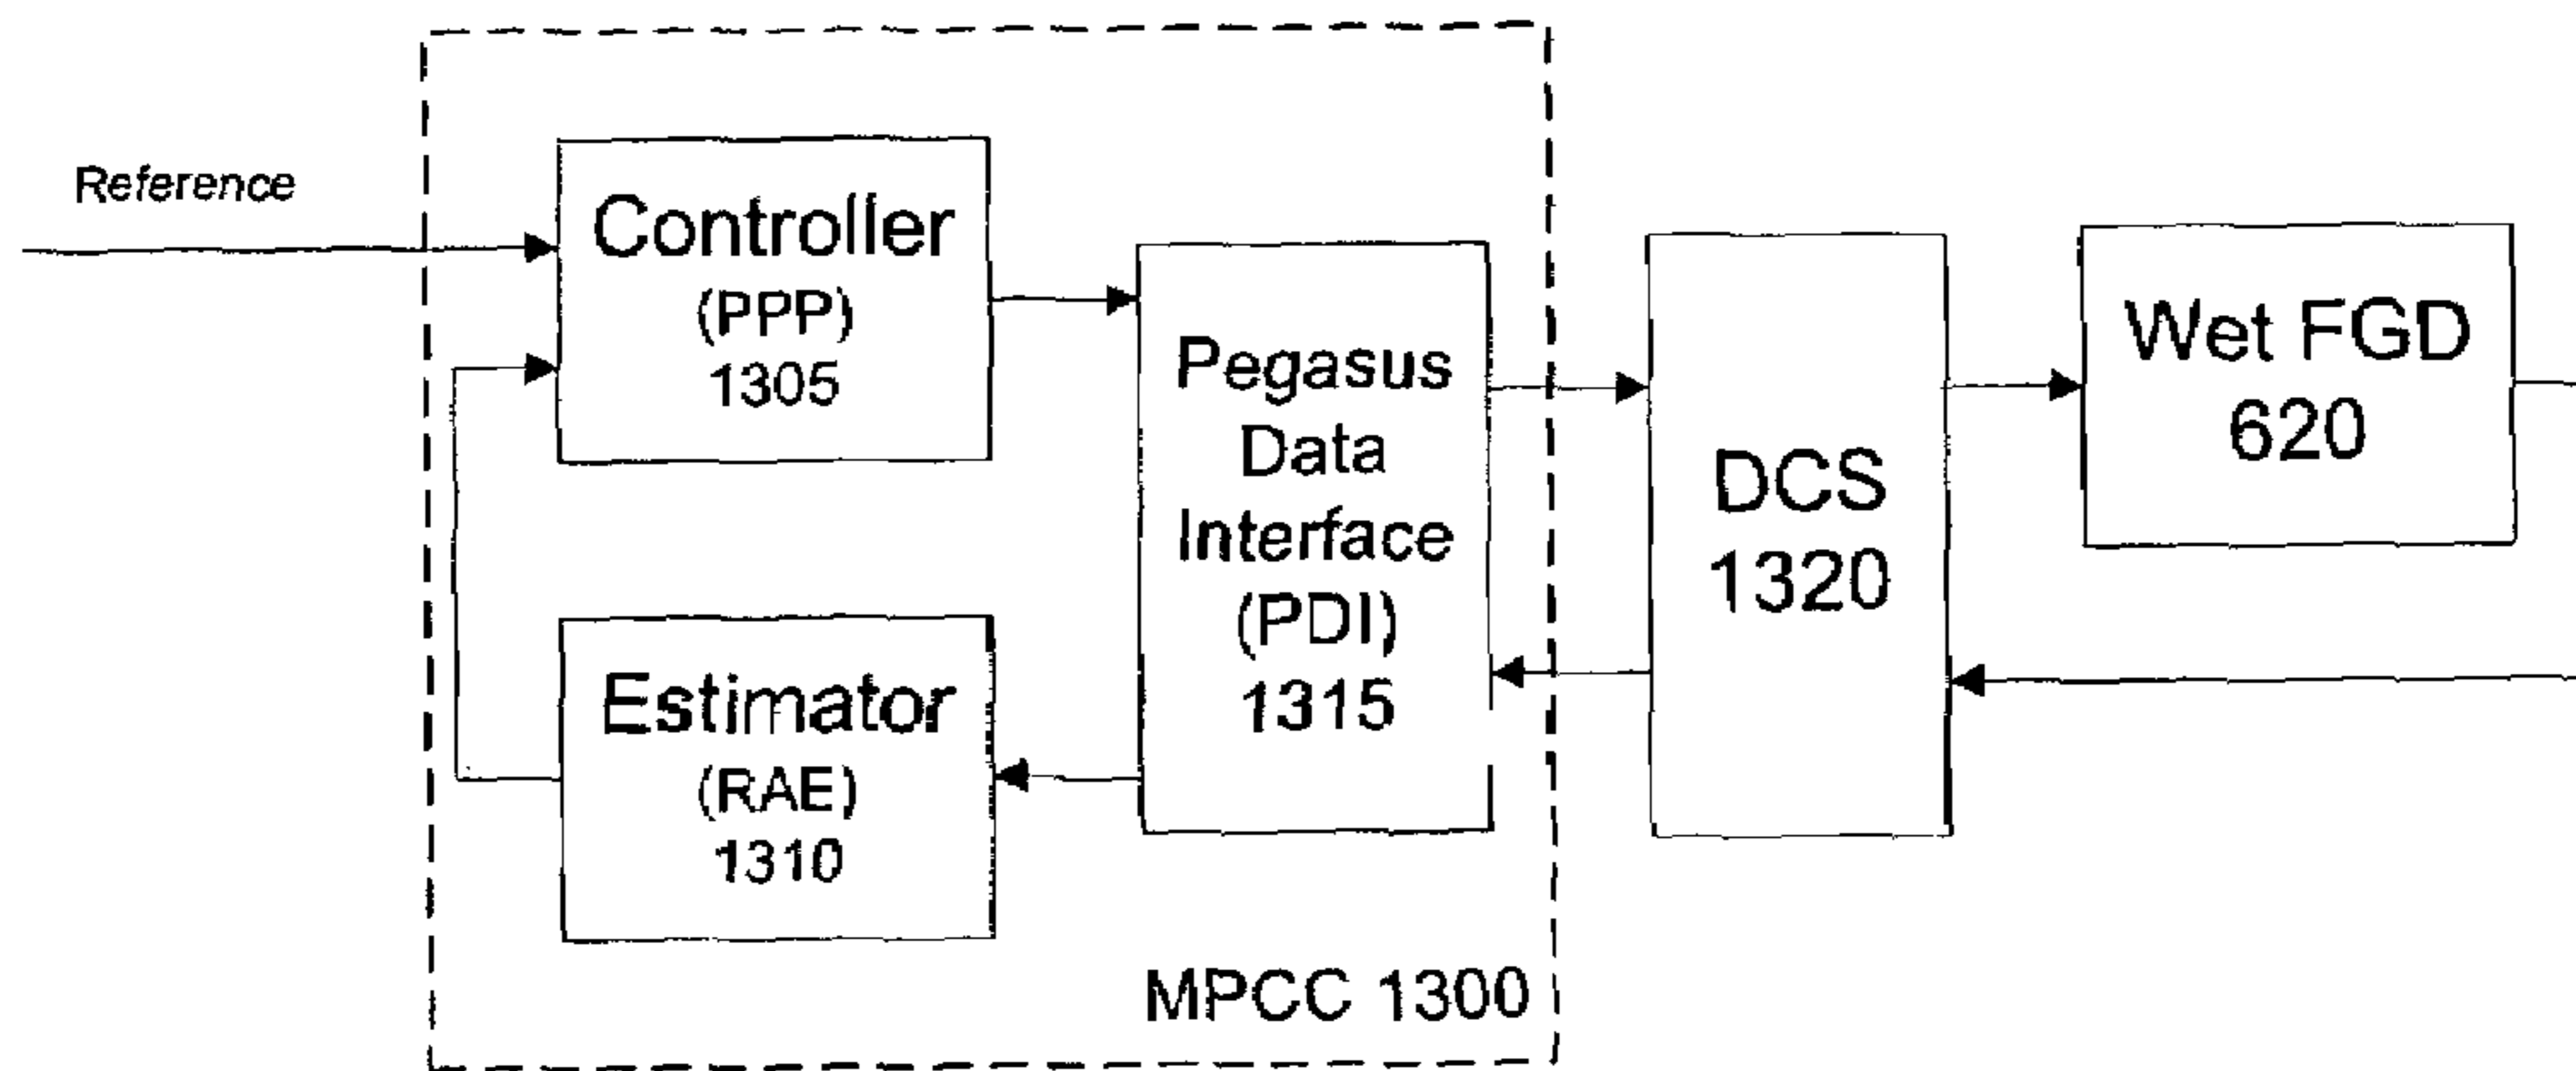 Reference
Controller
(PPP)
1305
Pegasus
Data
Interface
(PDI)
1315
Estimator
(RAE)
1310
MPCC 1300
DCS
1320
Wet FGD
620